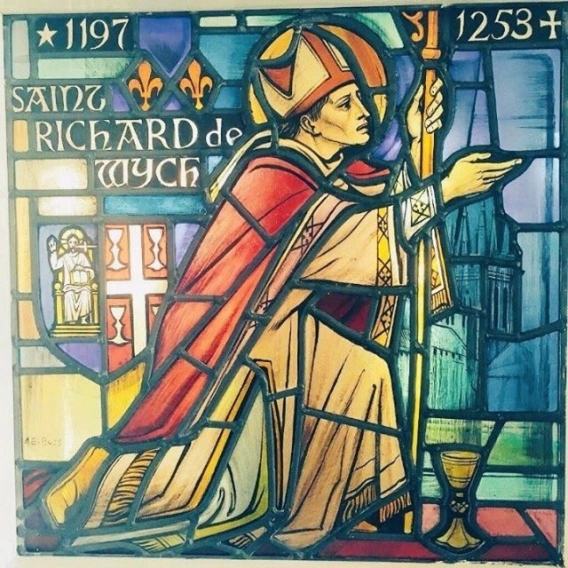 ★ 1197
1253 ✝
SAINT
RICHARD de
WYCH